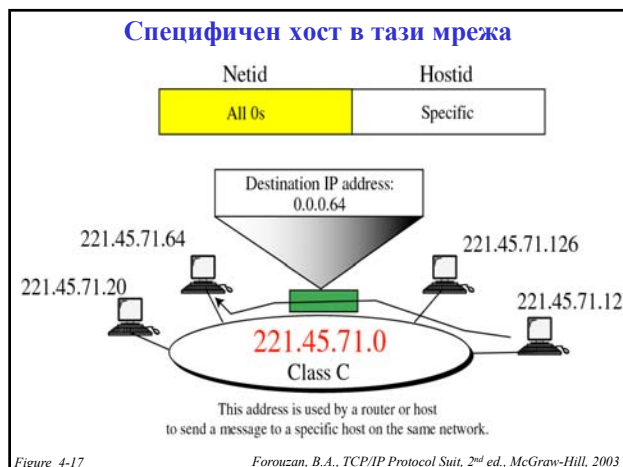 Специфичен хост в тази мрежа
Netid Hostid
All 0s Specific
Destination IP address:
0.0.0.64
221.45.71.64 221.45.71.126
221.45.71.20 221.45.71.12
221.45.71.0
Class C
This address is used by a router or host
to send a message to a specific host on the same network.
Figure 4-17 Forouzan, B.A., TCP/IP Protocol Suit, 2nd ed., McGraw-Hill, 2003